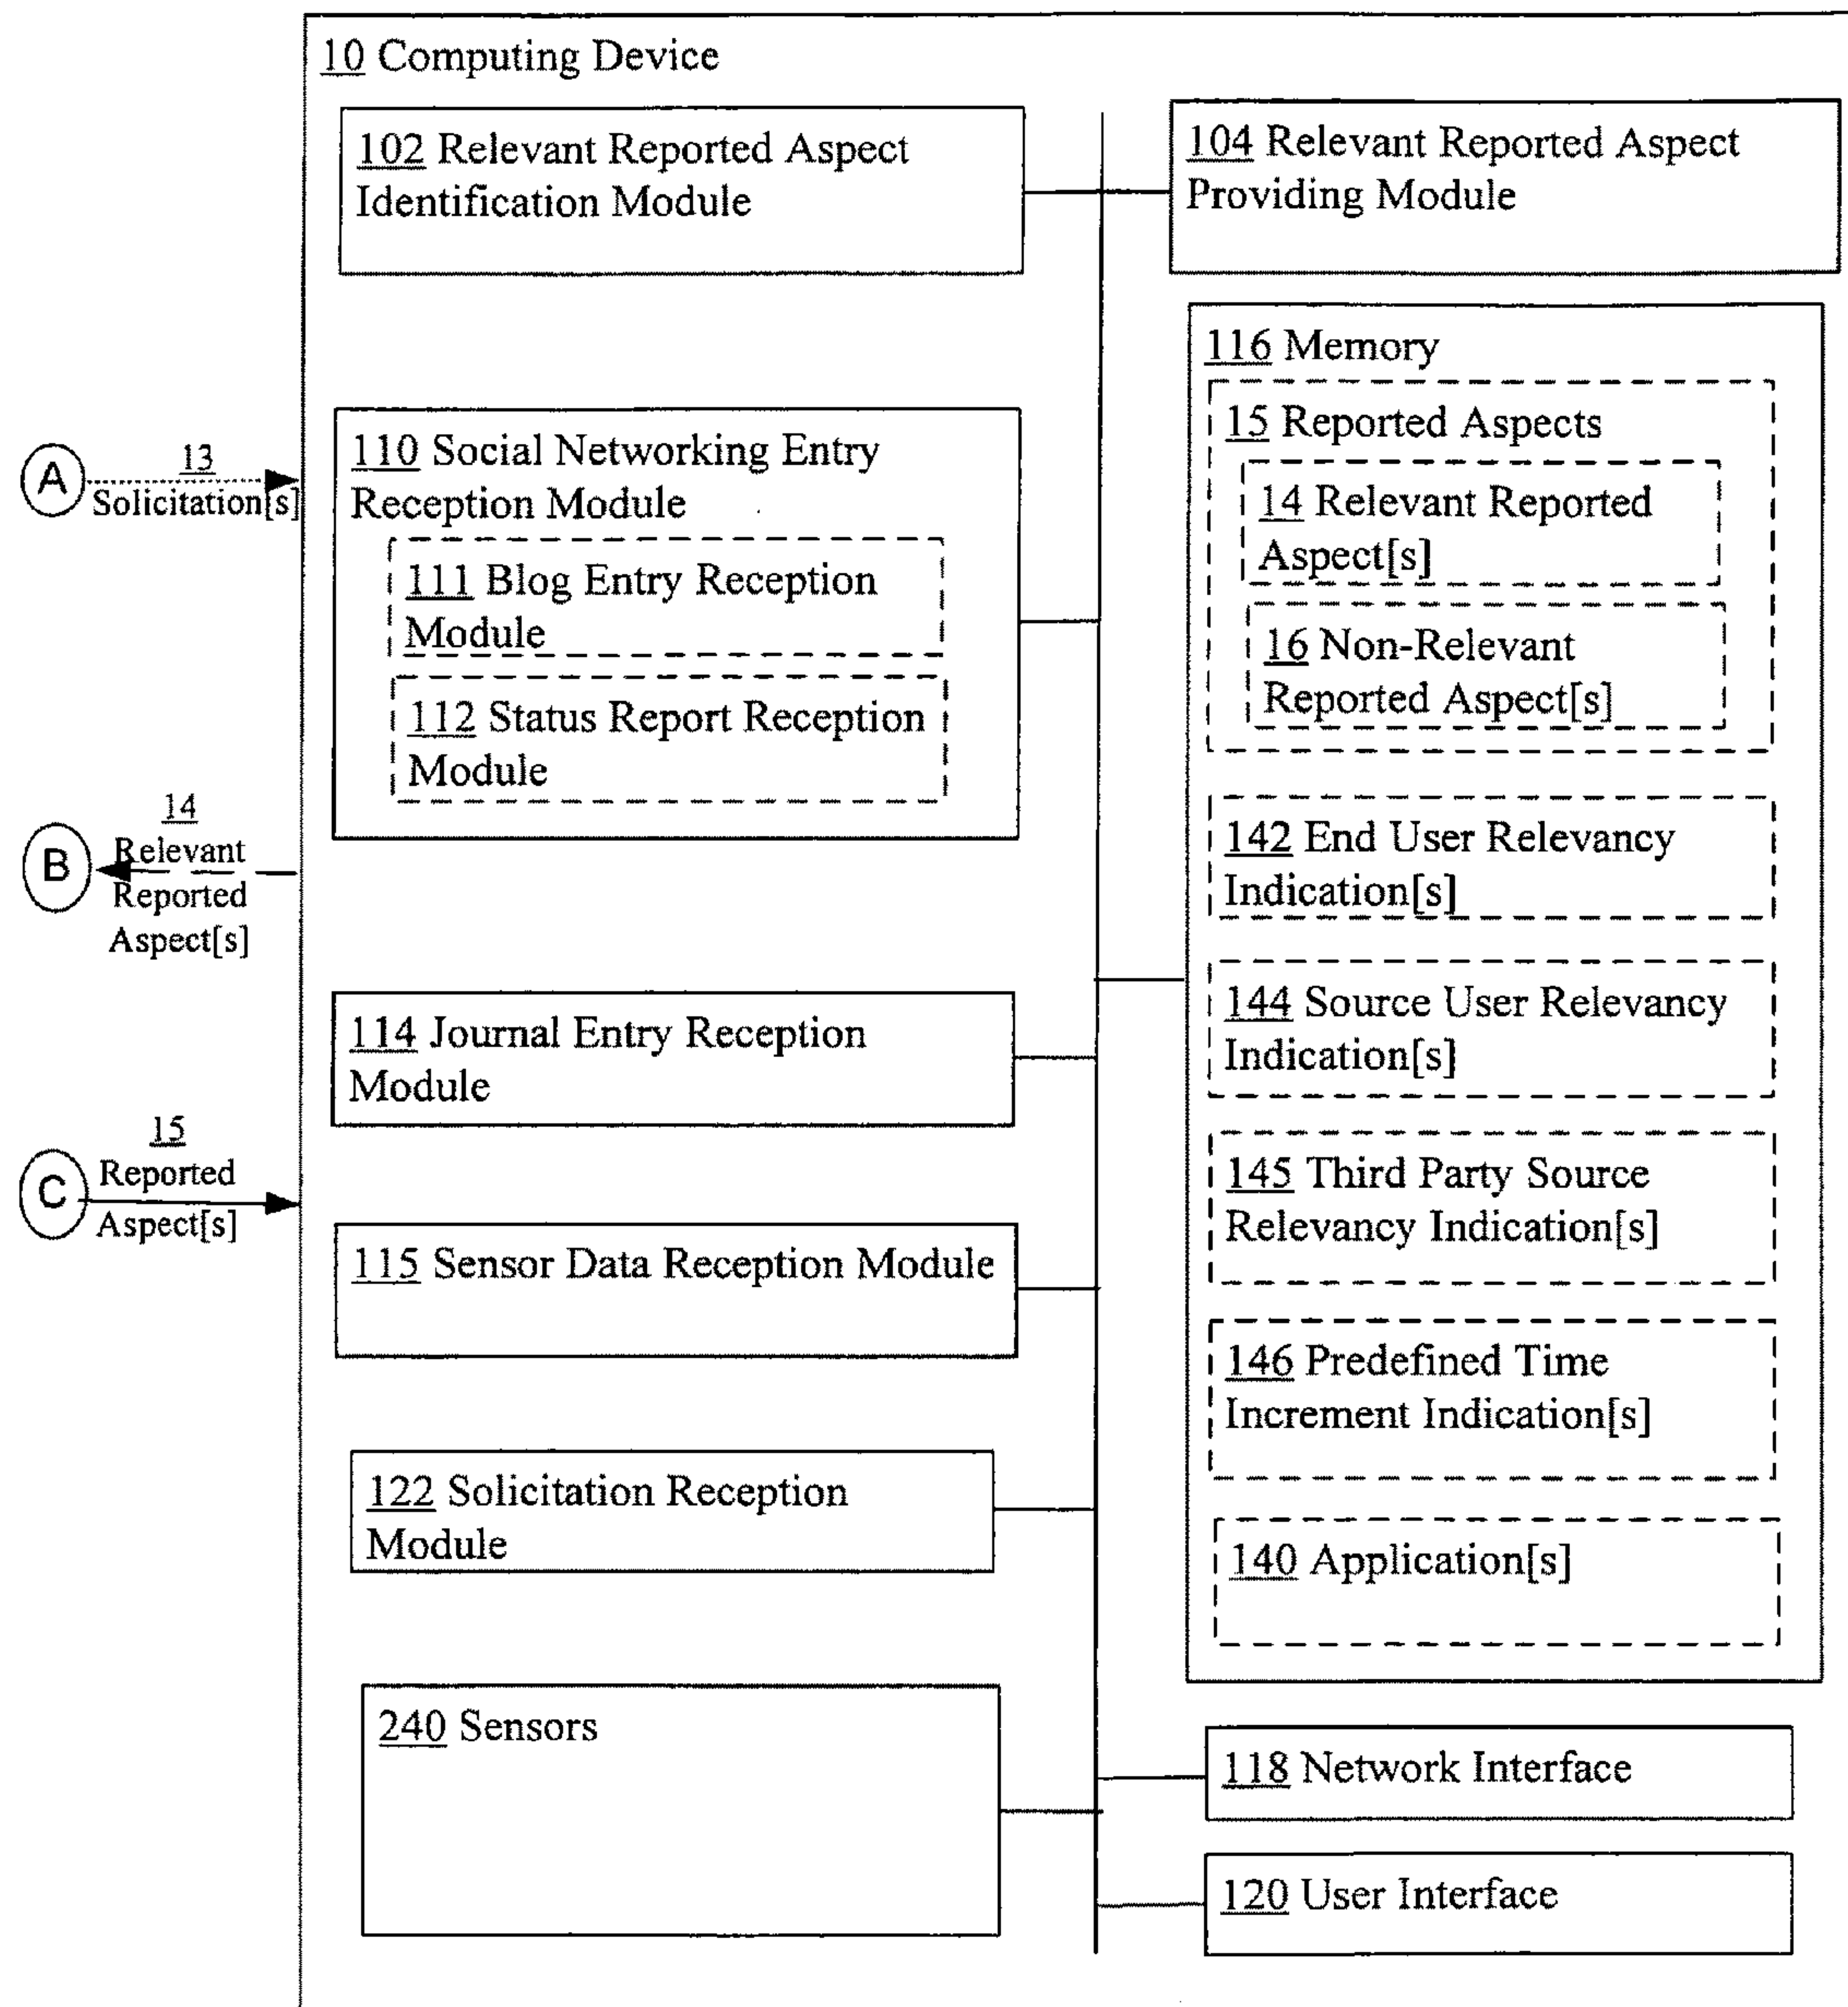 10 Computing Device
102 Relevant Reported Aspect
Identification Module
104 Relevant Reported Aspect
Providing Module
A
13
Solicitation[s]
B
14
Relevant
Reported
Aspect[s]
C
15
Reported
Aspect[s]
110 Social Networking Entry
Reception Module
111 Blog Entry Reception
Module
112 Status Report Reception
Module
114 Journal Entry Reception
Module
115 Sensor Data Reception Module
122 Solicitation Reception
Module
240 Sensors
116 Memory
15 Reported Aspects
14 Relevant Reported
Aspect[s]
16 Non-Relevant
Reported Aspect[s]
142 End User Relevancy
Indication[s]
144 Source User Relevancy
Indication[s]
145 Third Party Source
Relevancy Indication[s]
146 Predefined Time
Increment Indication[s]
140 Application[s]
118 Network Interface
120 User Interface